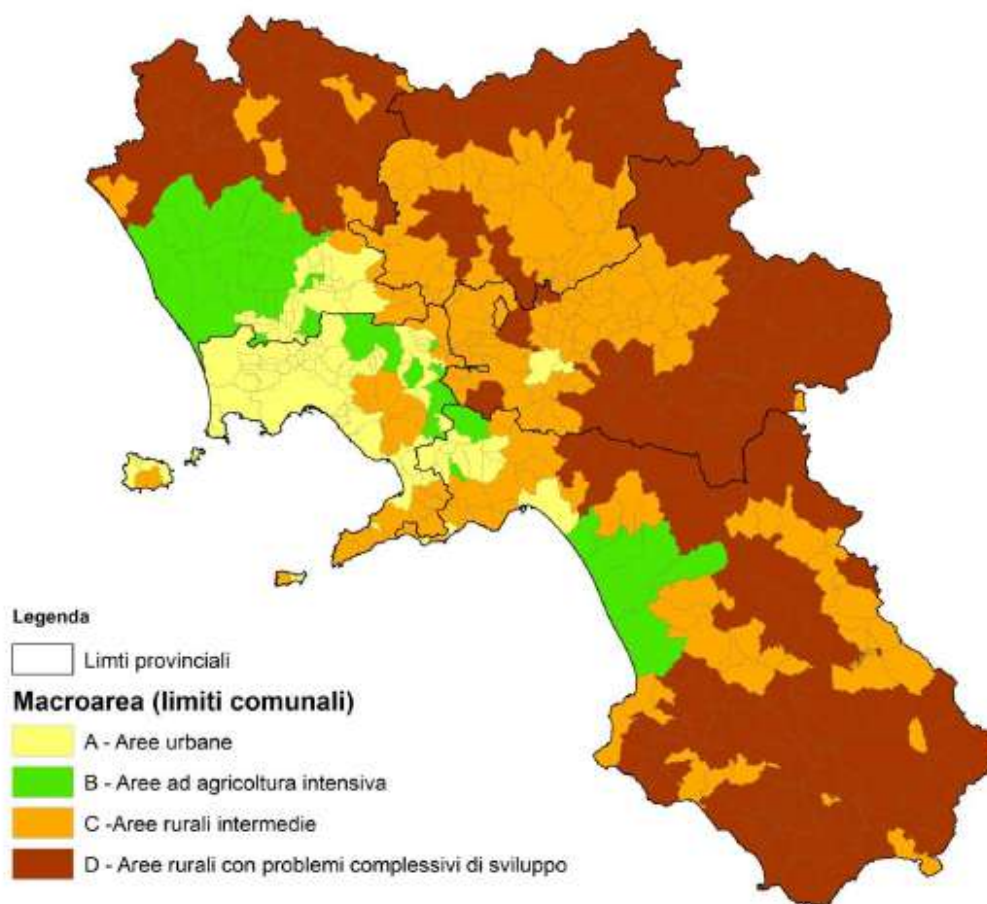 Legenda
Limti provinciali
Macroarea (limiti comunali)
A - Aree urbane
B - Aree ad agricoltura intensiva
C -Aree rurali intermedie
D - Aree rurali con problemi complessivi di sviluppo